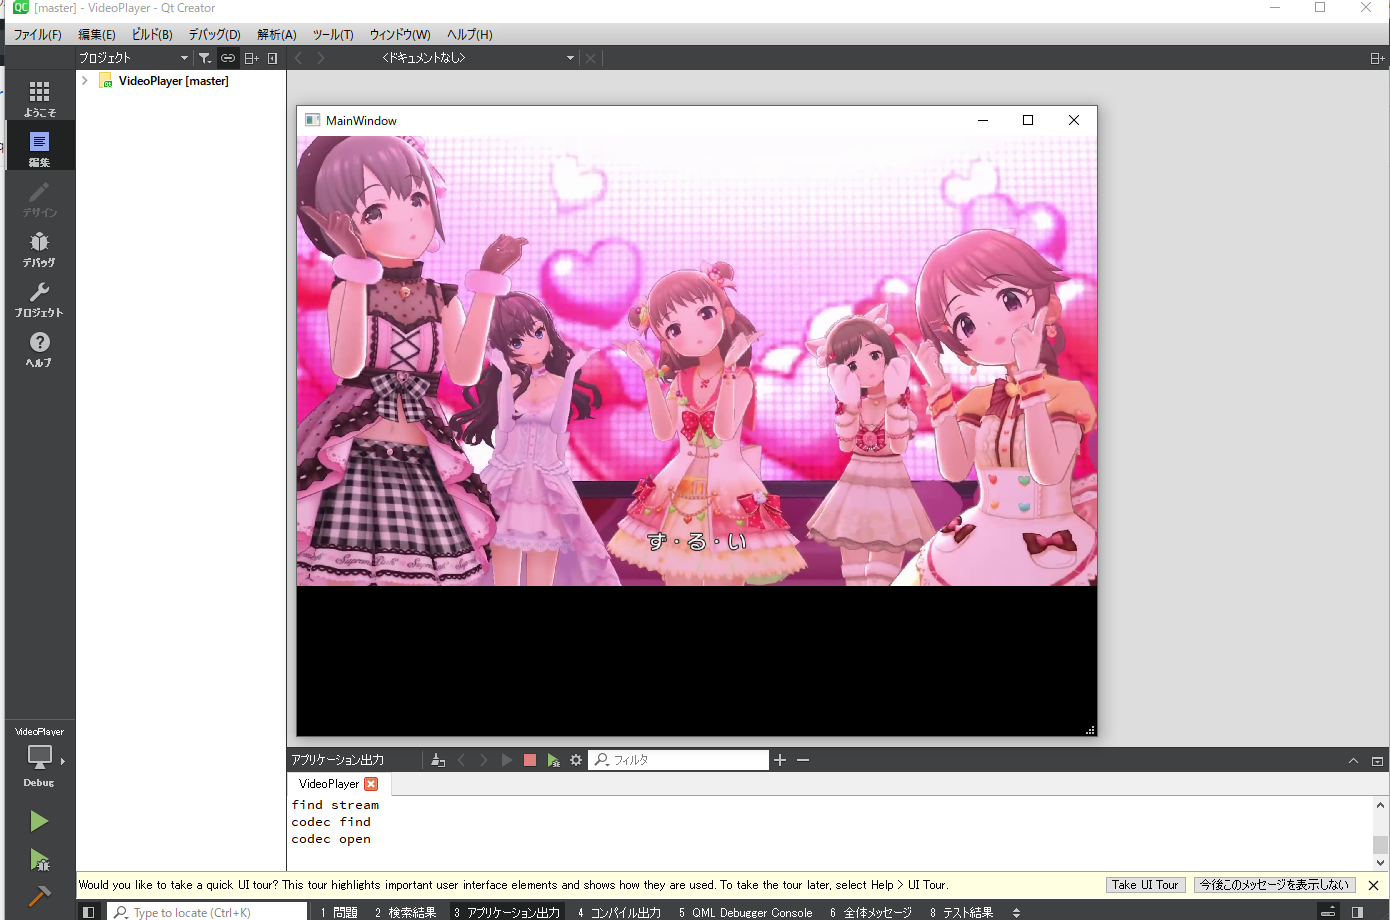 [master] - VideoPlayer - Qt Creator
ファイル(F) 編集(E) ビルド(B) デバッグ(D) 解析(A) ツール(T) ウィンドウ(W) ヘルプ(H)
プロジェクト
<ドキュメントなし>
VideoPlayer [master]
ようこそ
編集
デザイン
デバッグ
プロジェクト
ヘルプ
MainWindow
ず・る・い
VideoPlayer
Debug
アプリケーション出力
フィルタ
VideoPlayer
find stream
codec find
codec open
Would you like to take a quick UI tour? This tour highlights important user interface elements and shows how they are used. To take the tour later, select Help > UI Tour.
Take UI Tour
今後このメッセージを表示しない
Type to locate (Ctrl+K)
1 問題 2 検索結果 3 アプリケーション出力 4 コンパイル出力 5 QML Debugger Console 6 全体メッセージ 8 テスト結果